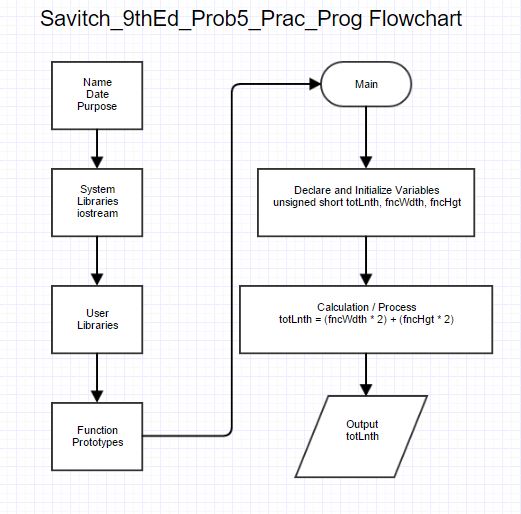 Savitch_9thEd_Prob5_Prac_Prog Flowchart
Name
Date
Purpose
System
Libraries
iostream
User
Libraries
Function
Prototypes
Main
Declare and Initialize Variables
unsigned short totLnth, fncWdth, fncHgt
Calculation / Process
totLnth = (fncWdth * 2) + (fncHgt * 2)
Output
totLnth